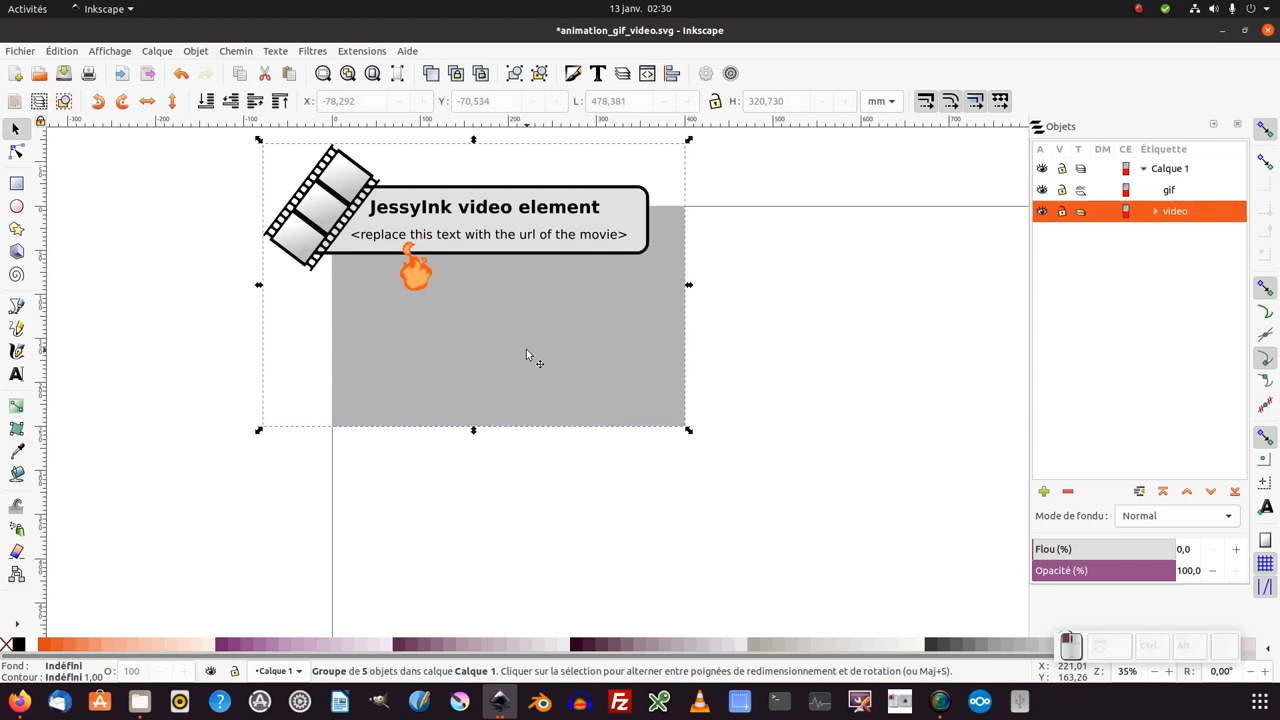 Activités Inkscape 13 janv. 02:30
*animation_gif_video.svg - Inkscape
Fichier Édition Affichage Calque Objet Chemin Texte Filtres Extensions Aide
X: -78,292 Y: -70,534 L: 478,381 H: 320,730 mm
Objets
A V T DM CE Étiquette
Calque 1
gif
video
JessyInk video element
<replace this text with the url of the movie>
Mode de fondu : Normal
Flou (%) 0,0
Opacité (%) 100,0
Ctrl Alt
Fond : Indéfini
Contour : Indéfini 1,00
O : 100
•Calque 1
Groupe de 5 objets dans calque Calque 1. Cliquer sur la sélection pour alterner entre poignées de redimensionnement et de rotation (ou Maj+S).
X: 221,01
Y: 163,26
Z: 35% R: 0,00°